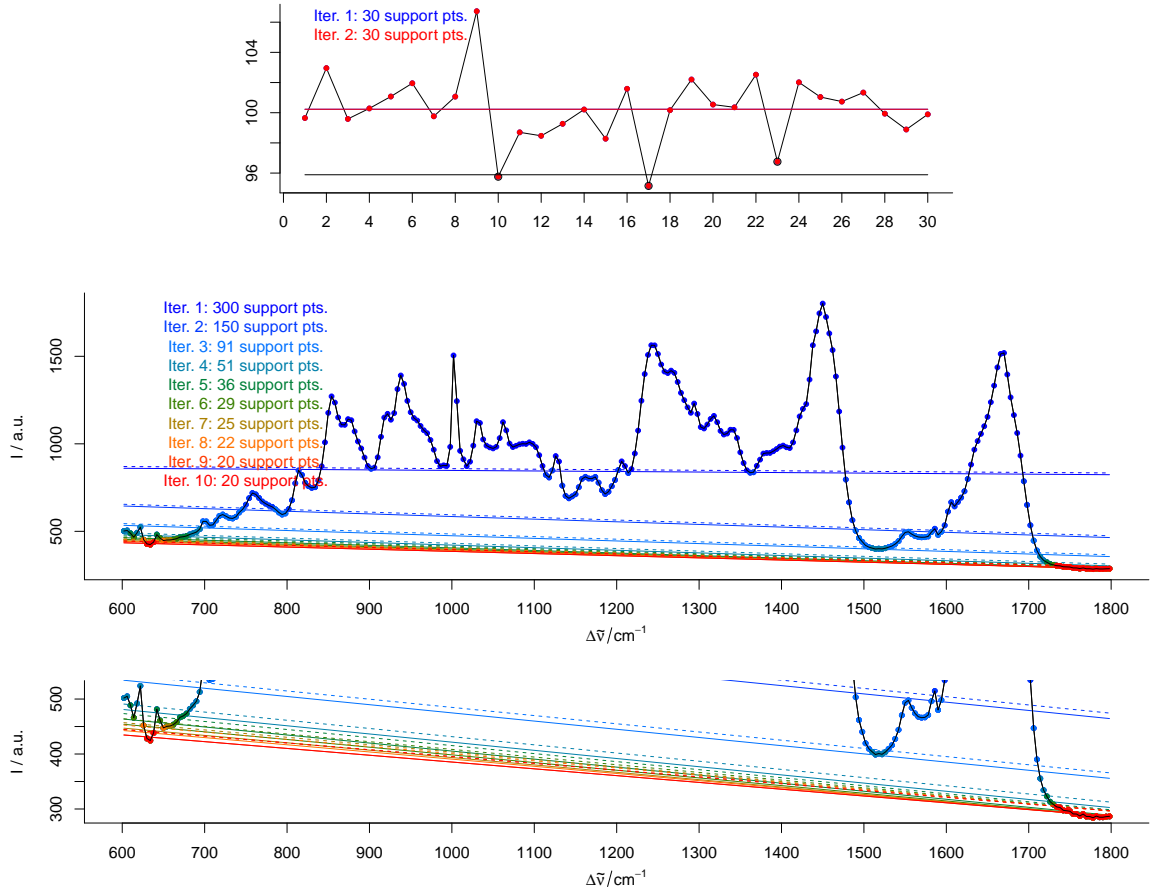 Iter. 1: 30 support pts.
Iter. 2: 30 support pts.
104
100
96
0 2 4 6 8 10 12 14 16 18 20 22 24 26 28 30
Iter. 1: 300 support pts.
Iter. 2: 150 support pts.
Iter. 3: 91 support pts.
Iter. 4: 51 support pts.
Iter. 5: 36 support pts.
Iter. 6: 29 support pts.
Iter. 7: 25 support pts.
Iter. 8: 22 support pts.
Iter. 9: 20 support pts.
Iter. 10: 20 support pts.
I / a.u.
1500
1000
500
600 700 800 900 1000 1100 1200 1300 1400 1500 1600 1700 1800
Δν̃/cm⁻¹
I / a.u.
500
400
300
600 700 800 900 1000 1100 1200 1300 1400 1500 1600 1700 1800
Δν̃/cm⁻¹